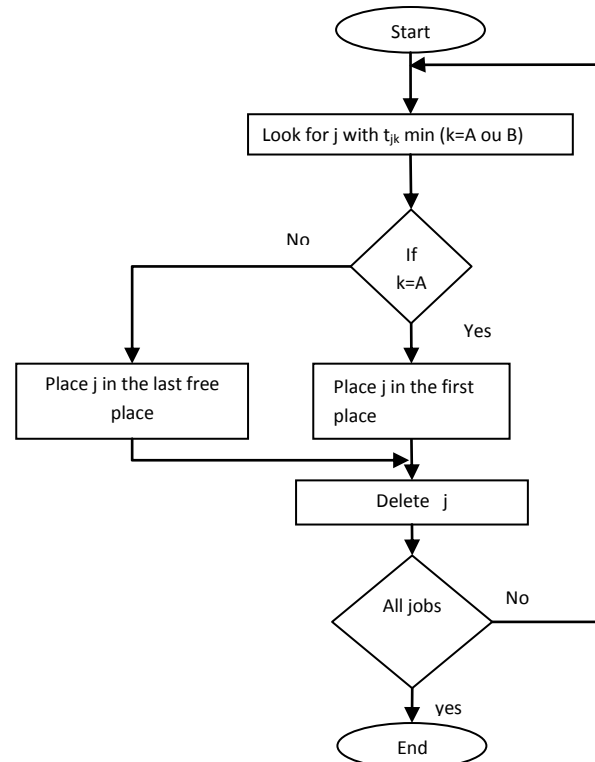 Start
Look for j with tjk min (k=A ou B)
No
If
k=A
Yes
Place j in the last free
place
Place j in the first
place
Delete j
All jobs
No
yes
End